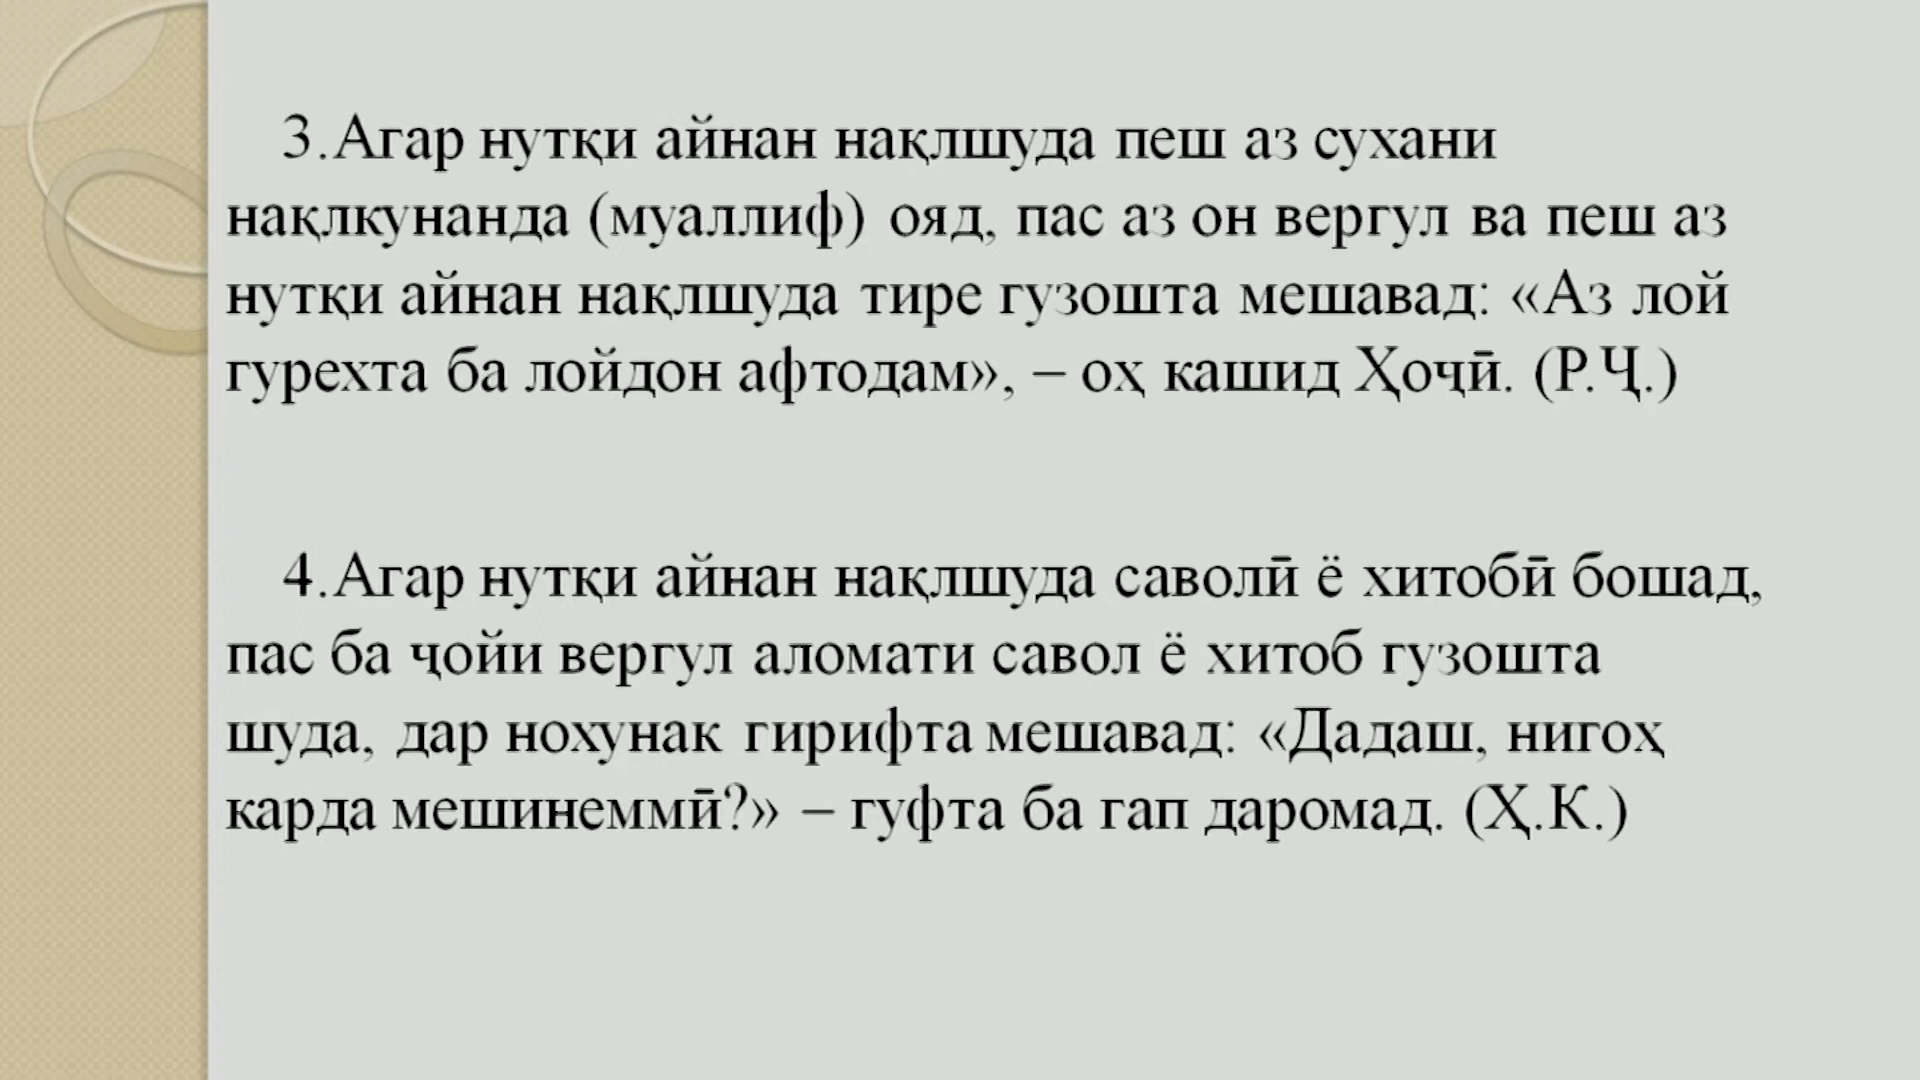 3.Агар нутқи айнан нақлшуда пеш аз сухани
нақлкунанда (муаллиф) ояд, пас аз он вергул ва пеш аз
нутқи айнан нақлшуда тире гузошта мешавад: «Аз лой
гурехта ба лойдон афтодам», – оҳ кашид Ҳоҷӣ. (Р.Ҷ.)
4.Агар нутқи айнан нақлшуда саволӣ ё хитобӣ бошад,
пас ба ҷойи вергул аломати савол ё хитоб гузошта
шуда, дар нохунак гирифта мешавад: «Дадаш, нигоҳ
карда мешинеммӣ?» – гуфта ба гап даромад. (Ҳ.К.)